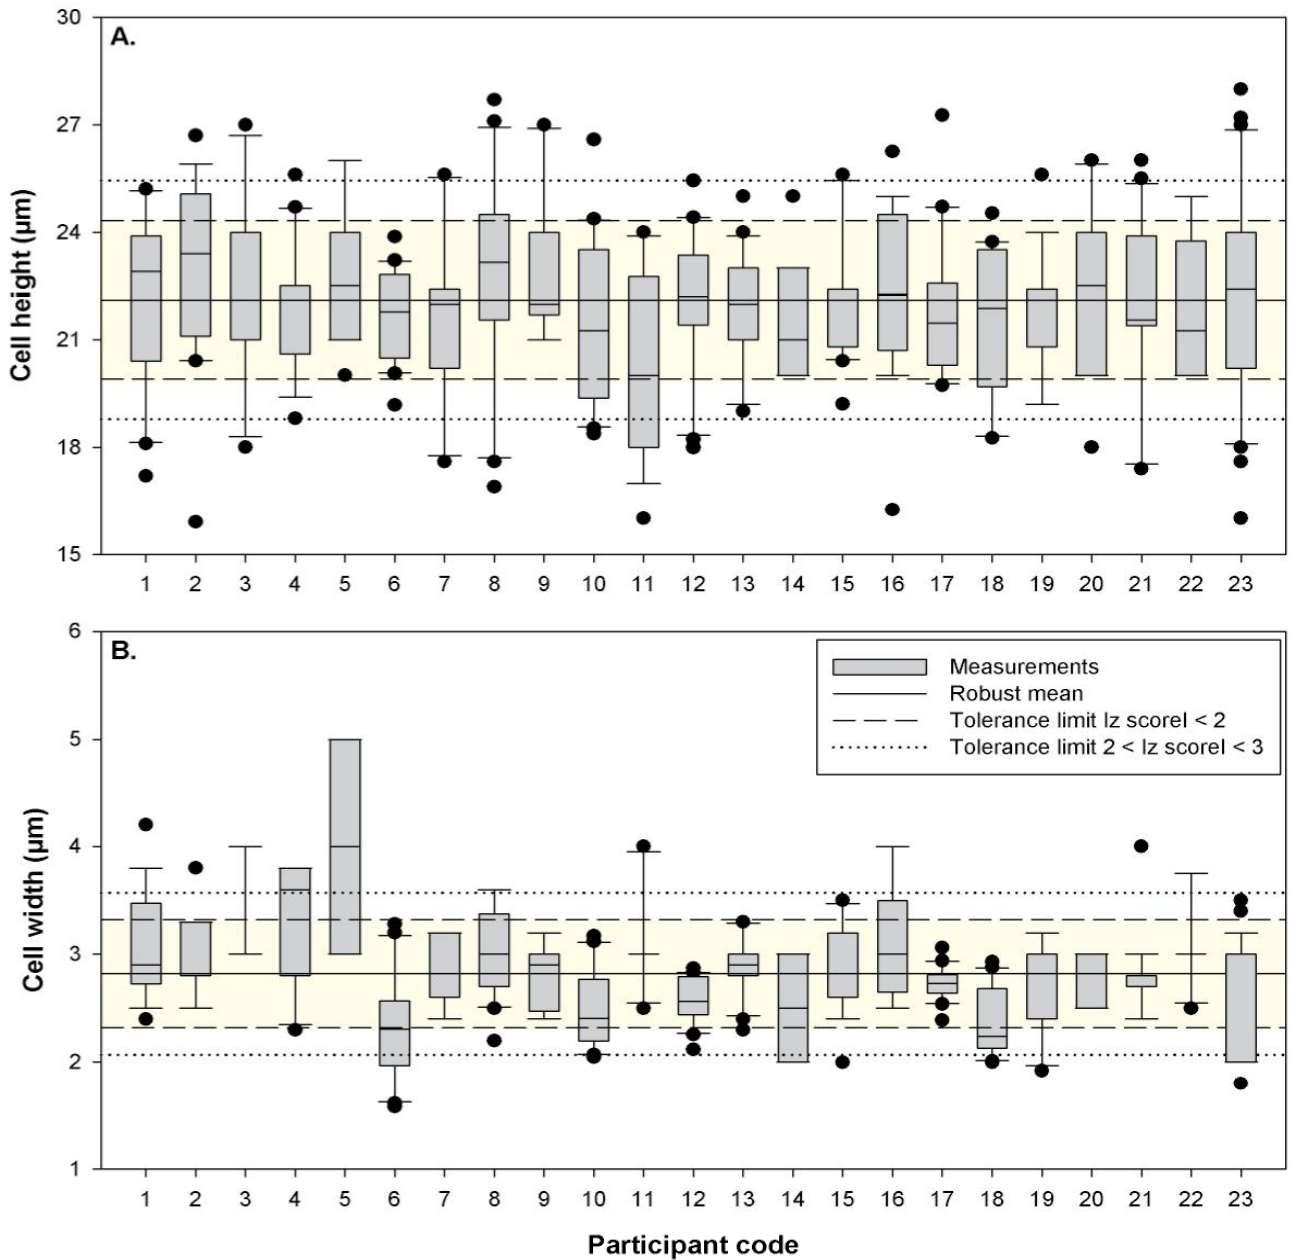 A.
30
27
24
21
18
15
Cell height (µm)
1 2 3 4 5 6 7 8 9 10 11 12 13 14 15 16 17 18 19 20 21 22 23
B.
6
5
4
3
2
1
Cell width (µm)
Measurements
Robust mean
Tolerance limit lz scorel < 2
Tolerance limit 2 < lz scorel < 3
1 2 3 4 5 6 7 8 9 10 11 12 13 14 15 16 17 18 19 20 21 22 23
Participant code